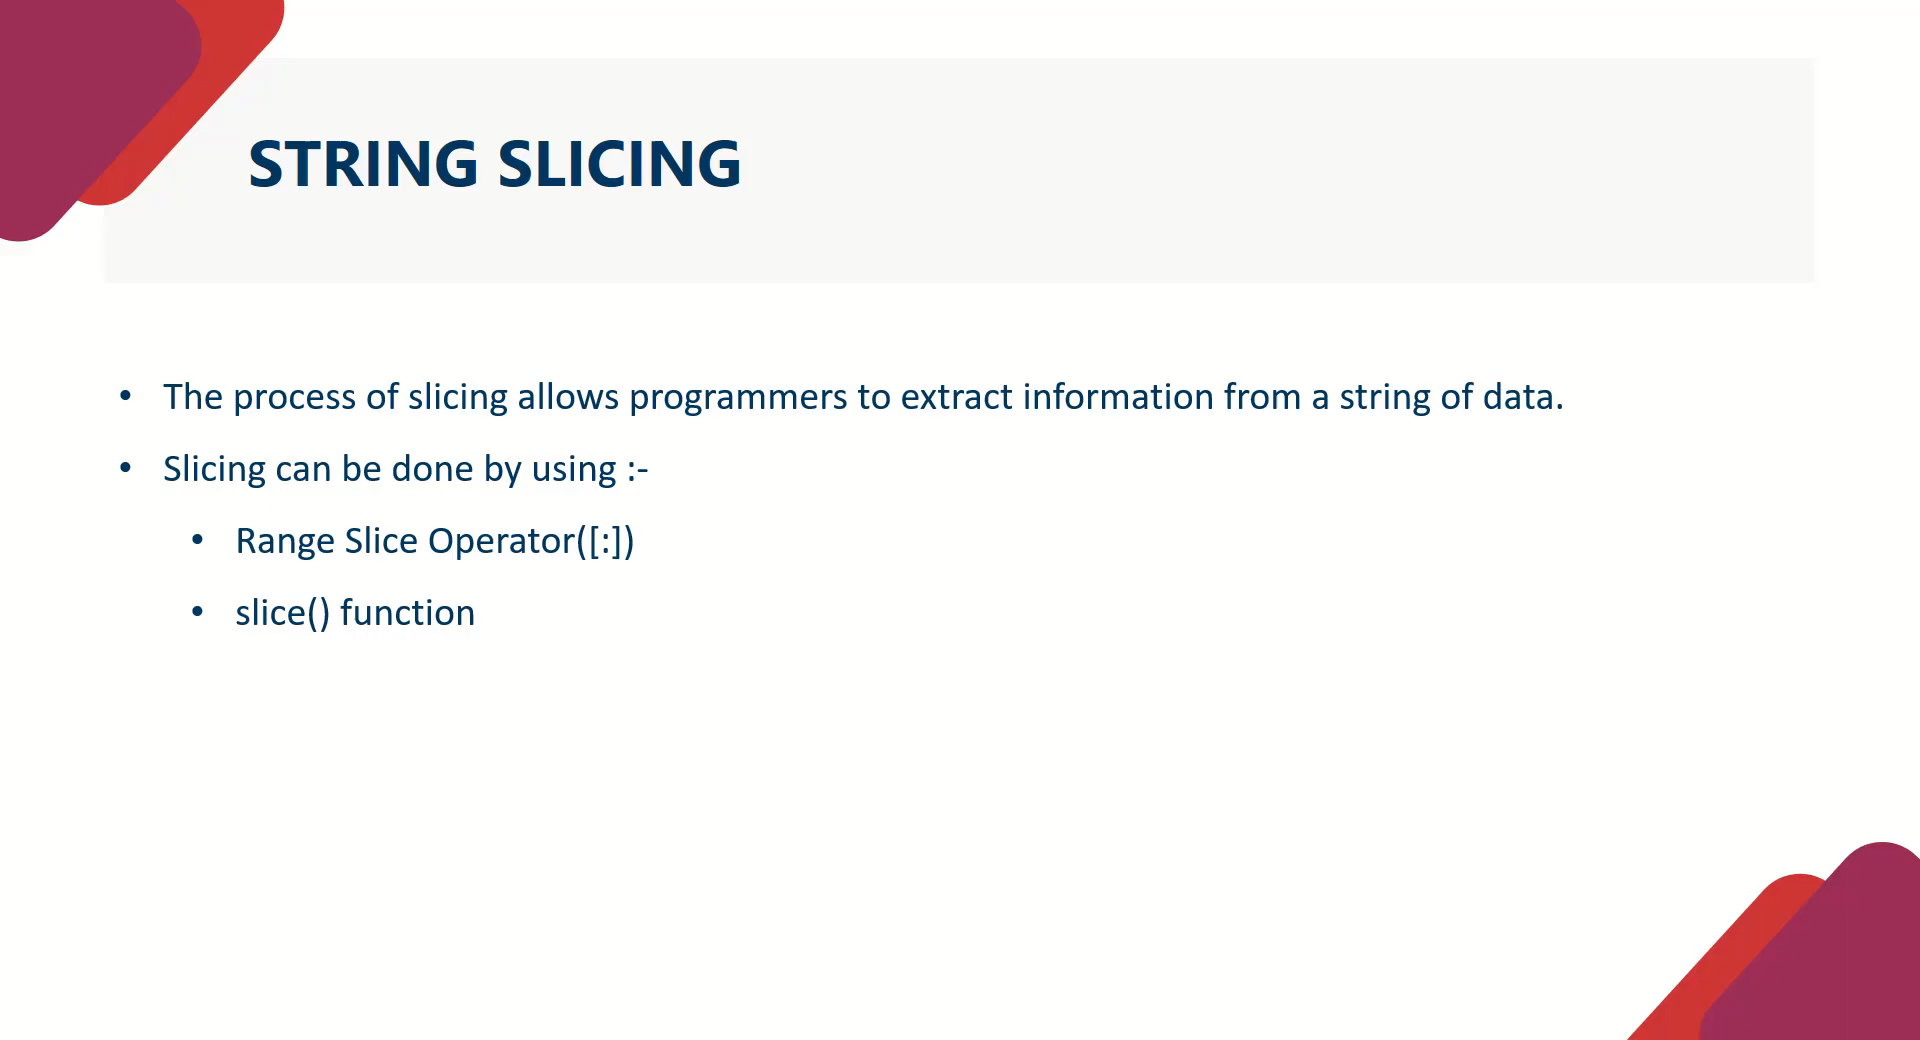 STRING SLICING
• The process of slicing allows programmers to extract information from a string of data.
• Slicing can be done by using :-
• Range Slice Operator([:])
• slice() function